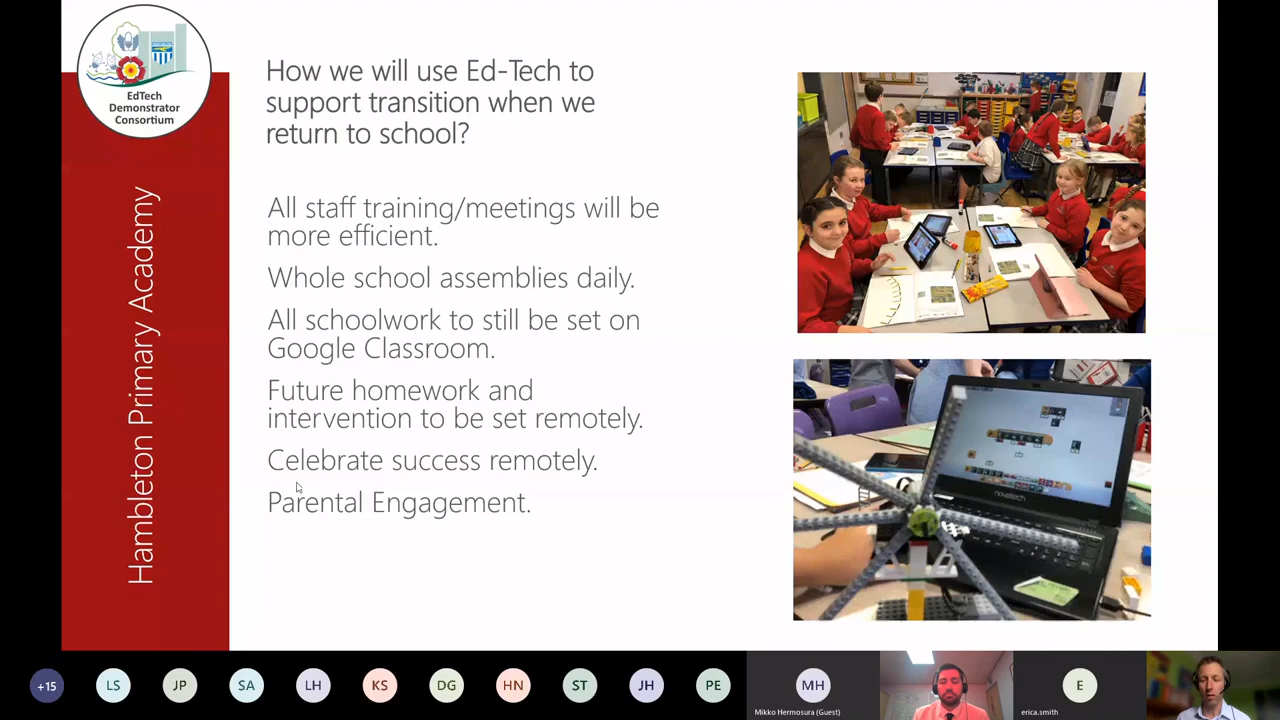 EdTech
Demonstrator
Consortium
Hambleton Primary Academy
How we will use Ed-Tech to
support transition when we
return to school?
All staff training/meetings will be
more efficient.
Whole school assemblies daily.
All schoolwork to still be set on
Google Classroom.
Future homework and
intervention to be set remotely.
Celebrate success remotely.
Parental Engagement.
novatech
+15
LS
JP
SA
LH
KS
DG
HN
ST
JH
PE
MH
Mikko Hermosura (Guest)
E
erica.smith